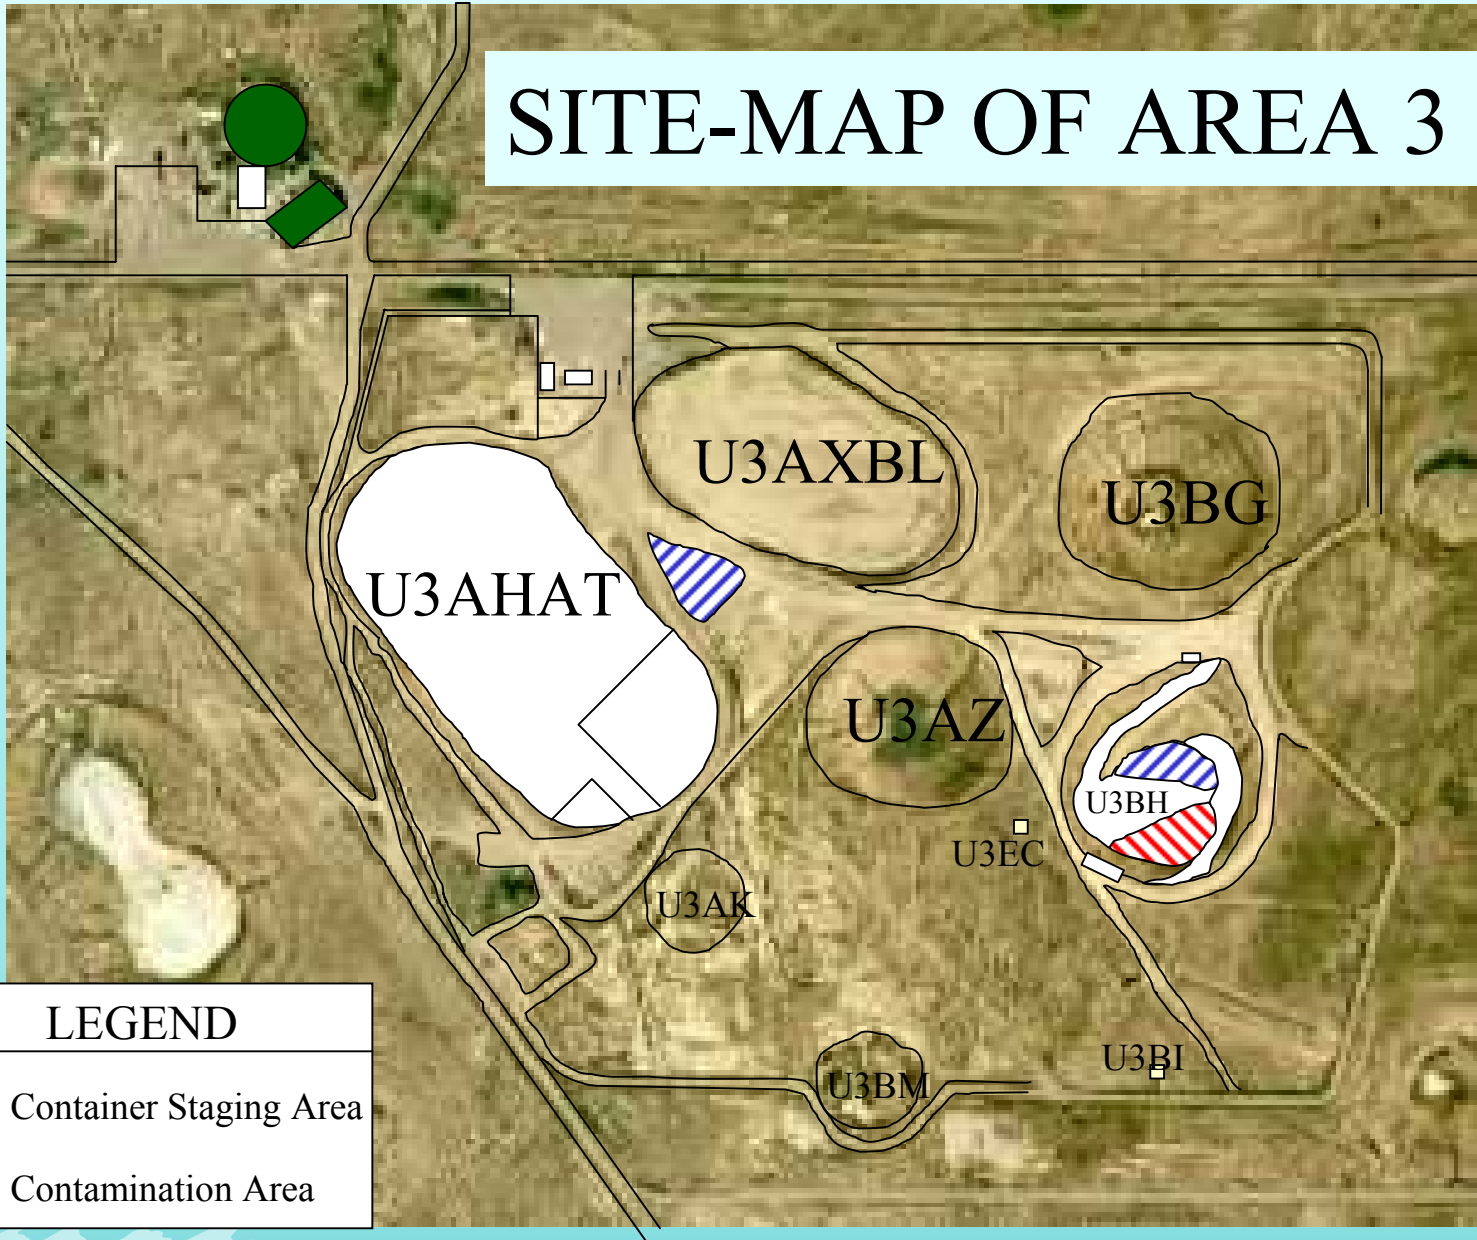 SITE-MAP OF AREA 3
U3AXBL
U3BG
U3AHAT
U3AZ
U3BH
U3EC
U3AK
U3BI
U3BM
LEGEND
Container Staging Area
Contamination Area